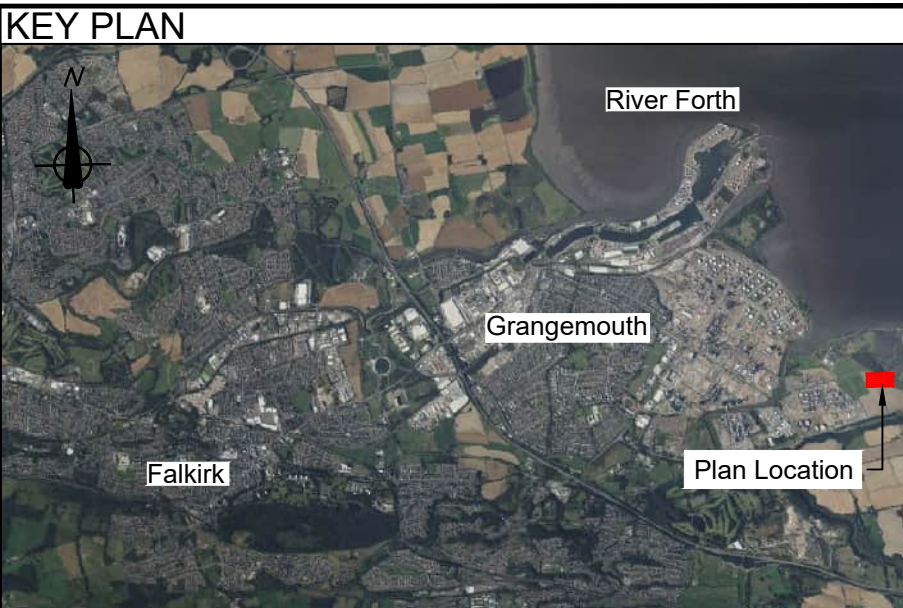 KEY PLAN
N
River Forth
Grangemouth
Falkirk
Plan Location